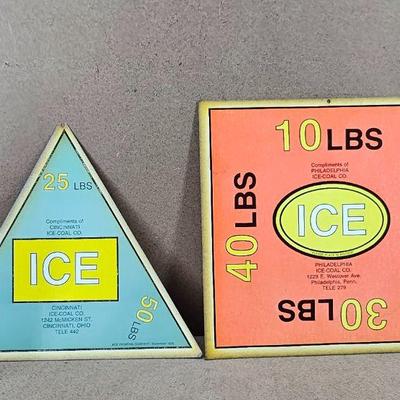 25 LBS
Compliments of
CINCINNATI
ICE-COAL CO.
ICE
CINCINNATI
ICE-COAL CO.
1242 McMICKEN ST.
CINCINNATI, OHIO
TELE 442
50 LBS
10 LBS
Compliments of
PHILADELPHIA
ICE-COAL CO.
40 LBS
ICE
PHILADELPHIA
ICE-COAL CO.
1229 E. Westover Ave.
Philadelphia, Penn.
TELE 279
30 LBS